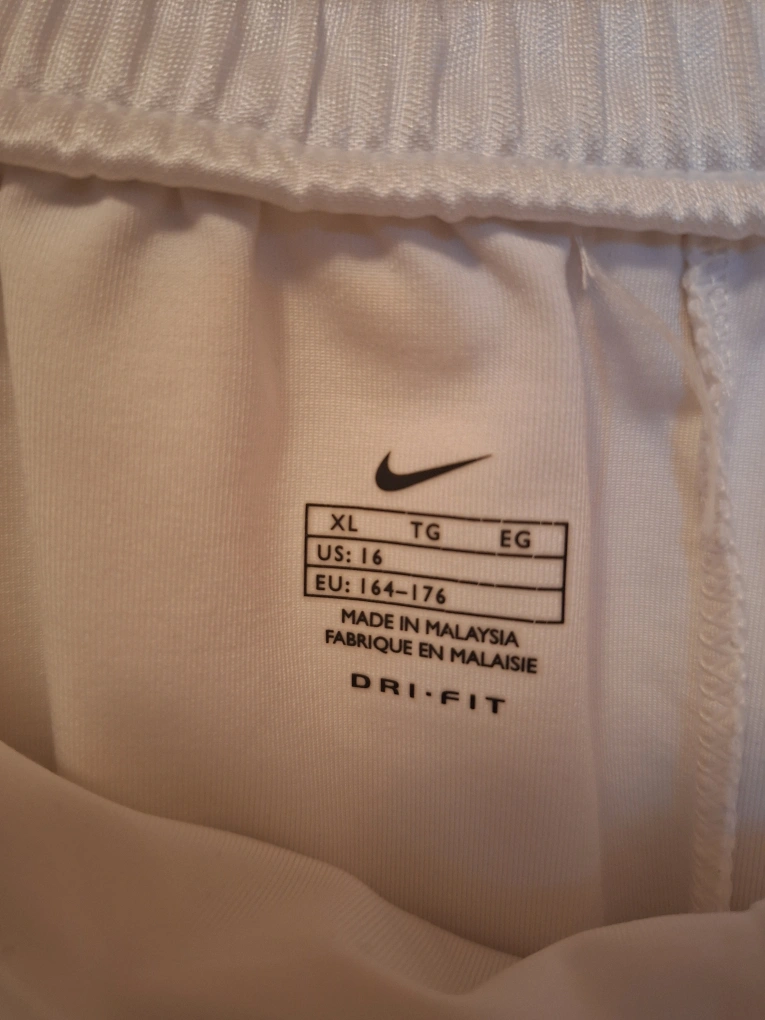 XL TG EG
US: 16
EU: 164-176
MADE IN MALAYSIA
FABRIQUE EN MALAISIE
DRI·FIT